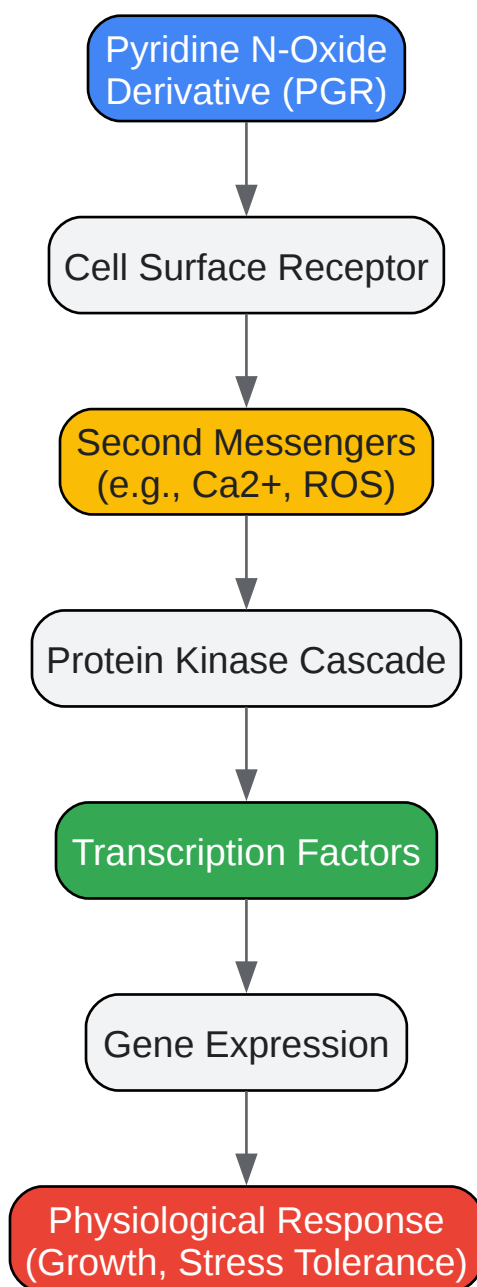 Pyridine N-Oxide
Derivative (PGR)
Cell Surface Receptor
Second Messengers
(e.g., Ca2+, ROS)
Protein Kinase Cascade
Transcription Factors
Gene Expression
Physiological Response
(Growth, Stress Tolerance)